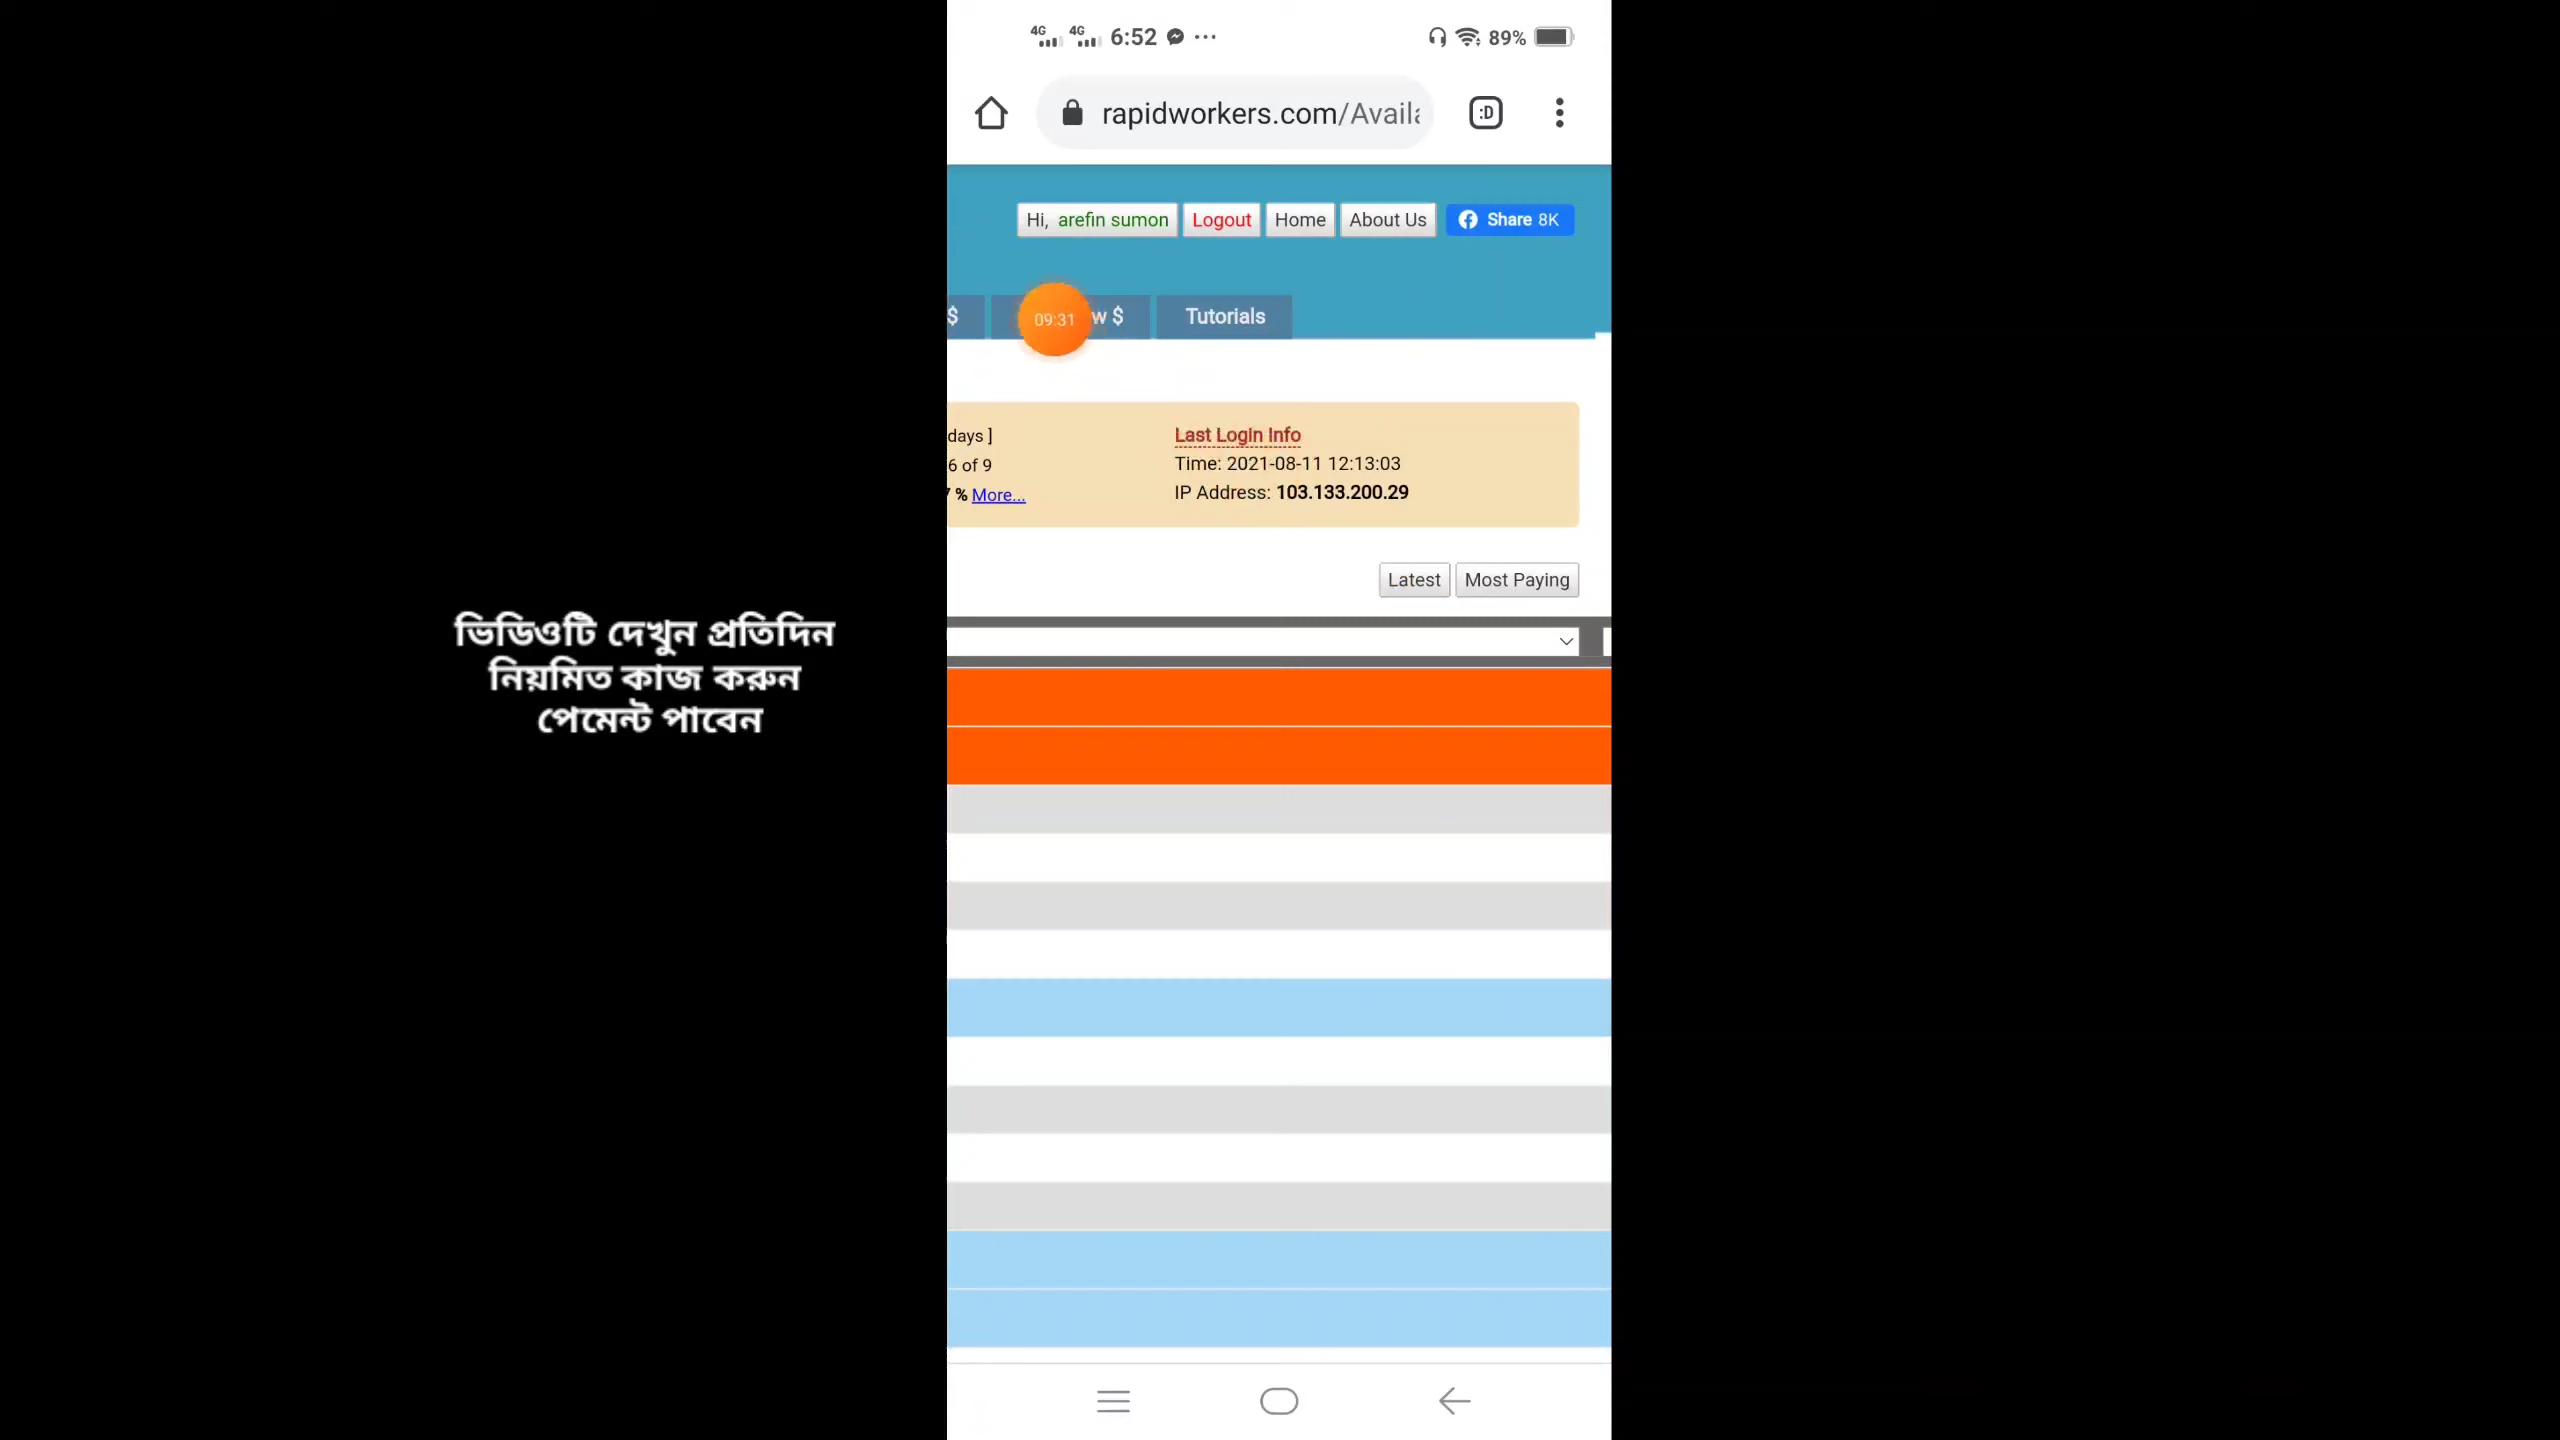 4G 4G 6:52 89%
rapidworkers.com/Availa
:D
Hi, arefin sumon Logout Home About Us Share 8K
$ 09:31 w $ Tutorials
days ]
6 of 9
% More...
Last Login Info
Time: 2021-08-11 12:13:03
IP Address: 103.133.200.29
Latest Most Paying
ভিডিওটি দেখুন প্রতিদিন
নিয়মিত কাজ করুন
পেমেন্ট পাবেন